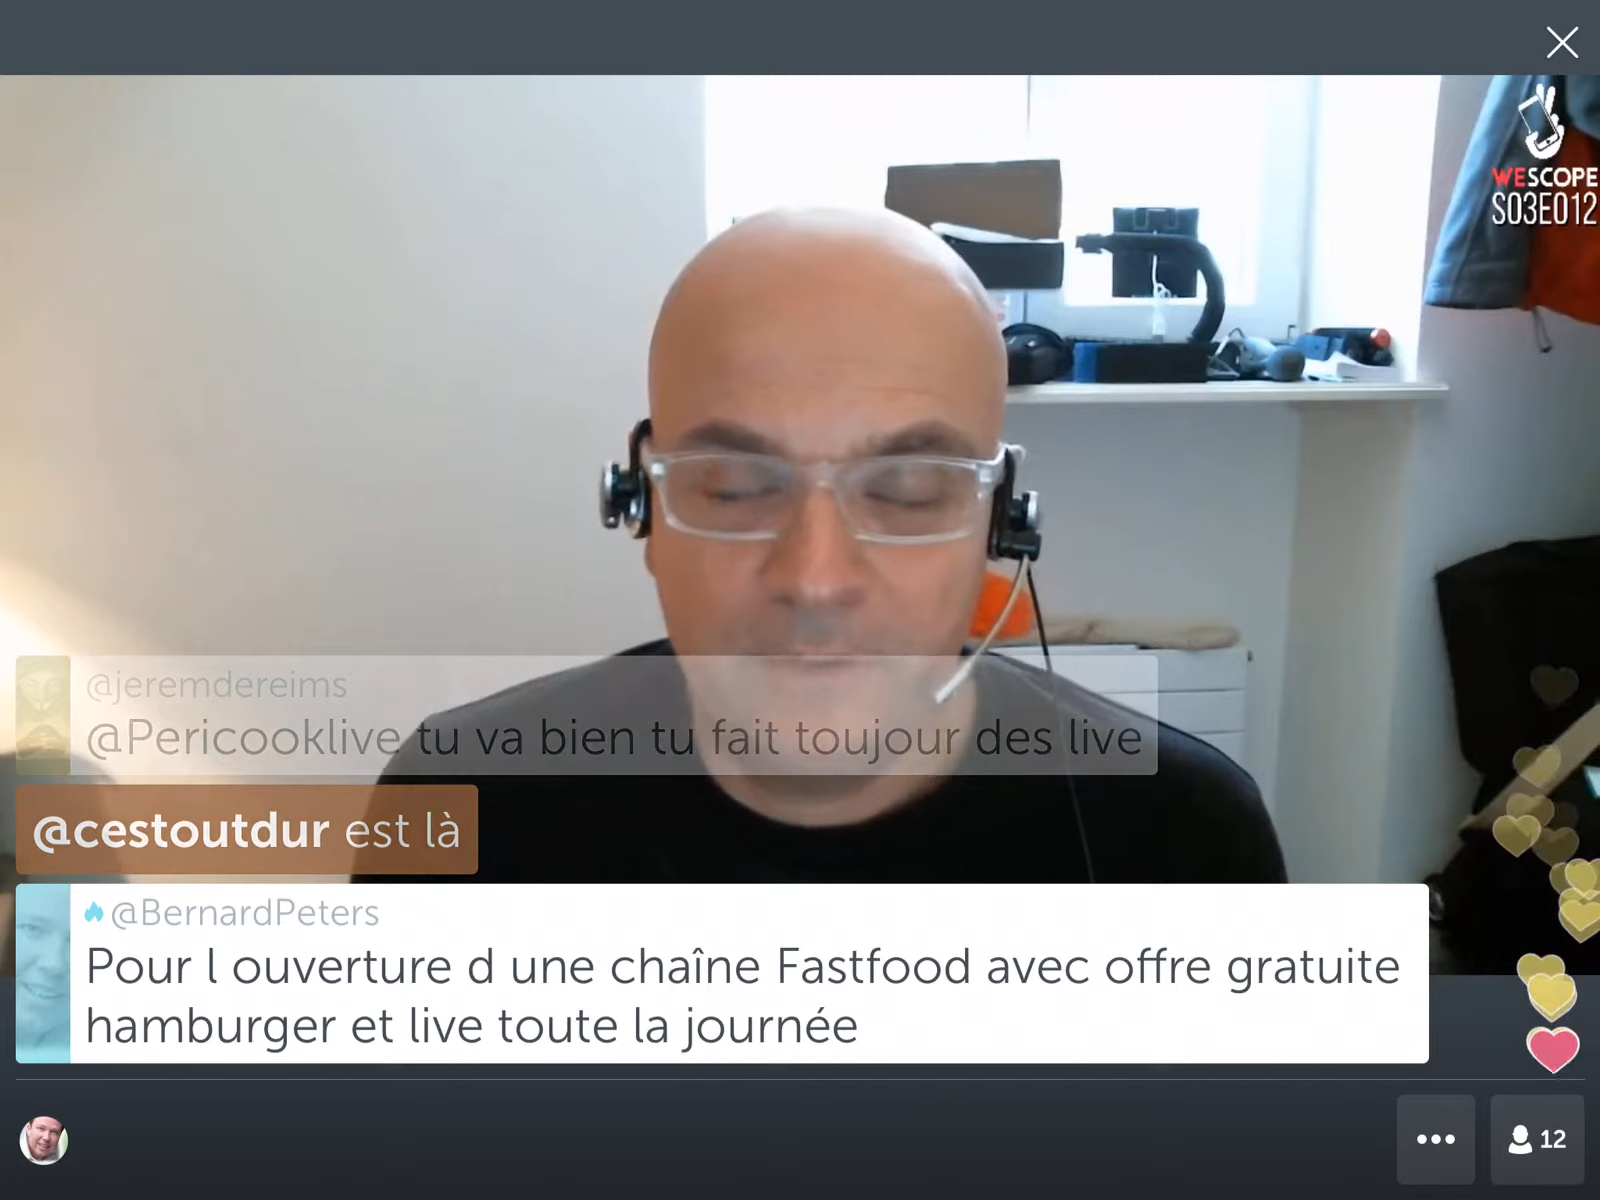 WESCOPE
S03E012
@jeremdereims
@Pericooklive tu va bien tu fait toujour des live
@cestoutdur est là
@BernardPeters
Pour l ouverture d une chaîne Fastfood avec offre gratuite
hamburger et live toute la journée
12